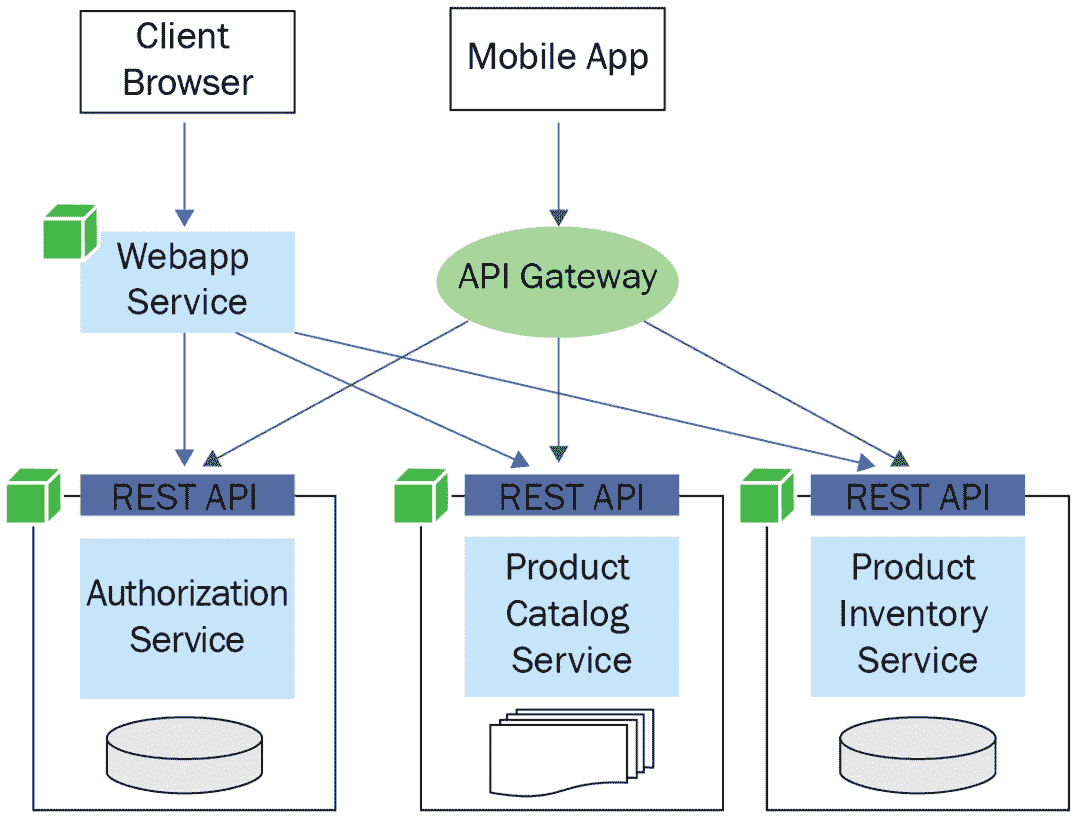 Client
Browser
Mobile App
Webapp
Service
API Gateway
REST API
REST API
REST API
Authorization
Service
Product
Catalog
Service
Product
Inventory
Service